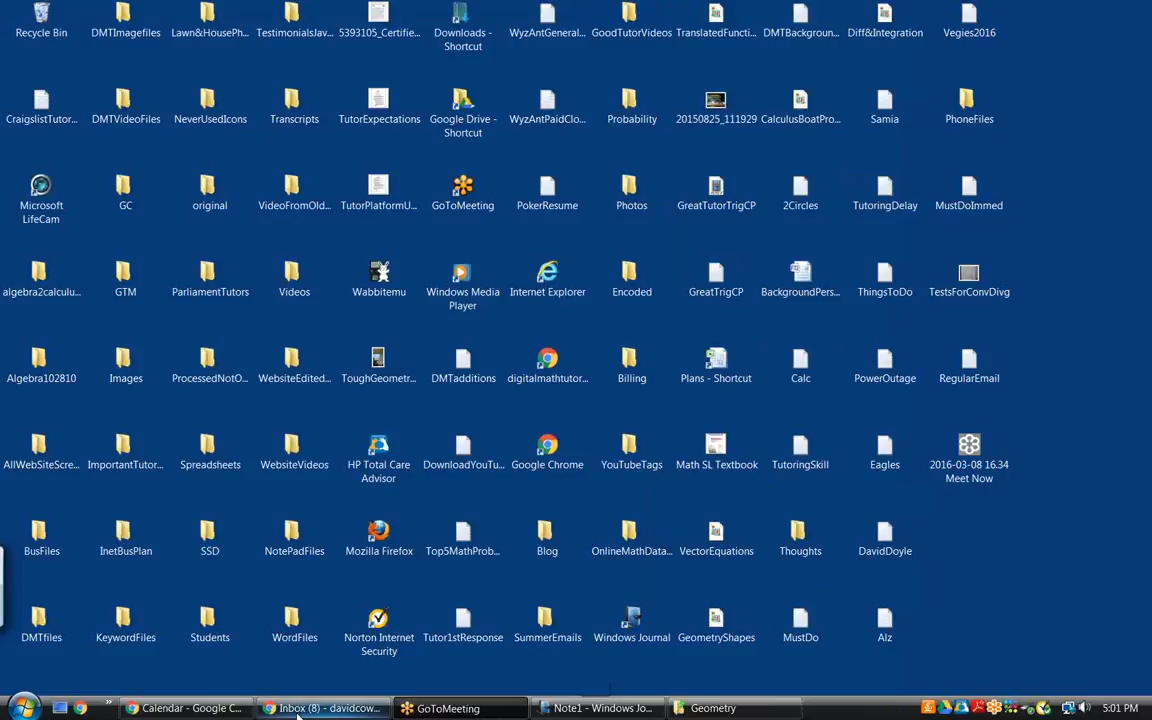 Recycle Bin
DMTImagefiles
Lawn&HousePh...
TestimonialsJav...
5393105_Certifie...
Downloads -
Shortcut
WyzAntGeneral...
GoodTutorVideos
TranslatedFuncti...
DMTBackgroun...
Diff&Integration
Vegies2016
CraigslistTutor...
DMTVideoFiles
NeverUsedIcons
Transcripts
TutorExpectations
Google Drive -
Shortcut
WyzAntPaidClo...
Probability
20150825_111929
CalculusBoatPro...
Samia
PhoneFiles
Microsoft
LifeCam
GC
original
VideoFromOld...
TutorPlatformU...
GoToMeeting
PokerResume
Photos
GreatTutorTrigCP
2Circles
TutoringDelay
MustDoImmed
algebra2calculu...
GTM
ParliamentTutors
Videos
Wabbitemu
Windows Media
Player
Internet Explorer
Encoded
GreatTrigCP
BackgroundPers...
ThingsToDo
TestsForConvDivg
Algebra102810
Images
ProcessedNotO...
WebsiteEdited...
ToughGeometr...
DMTadditions
digitalmathtutor...
Billing
Plans - Shortcut
Calc
PowerOutage
RegularEmail
AllWebSiteScre...
ImportantTutor...
Spreadsheets
WebsiteVideos
HP Total Care
Advisor
DownloadYouTu...
Google Chrome
YouTubeTags
Math SL Textbook
TutoringSkill
Eagles
2016-03-08 16.34
Meet Now
BusFiles
InetBusPlan
SSD
NotePadFiles
Mozilla Firefox
Top5MathProb...
Blog
OnlineMathData...
VectorEquations
Thoughts
DavidDoyle
DMTfiles
KeywordFiles
Students
WordFiles
Norton Internet
Security
Tutor1stResponse
SummerEmails
Windows Journal
GeometryShapes
MustDo
Alz
Calendar - Google C...
Inbox (8) - davidcow...
GoToMeeting
Note1 - Windows Jo...
Geometry
5:01 PM